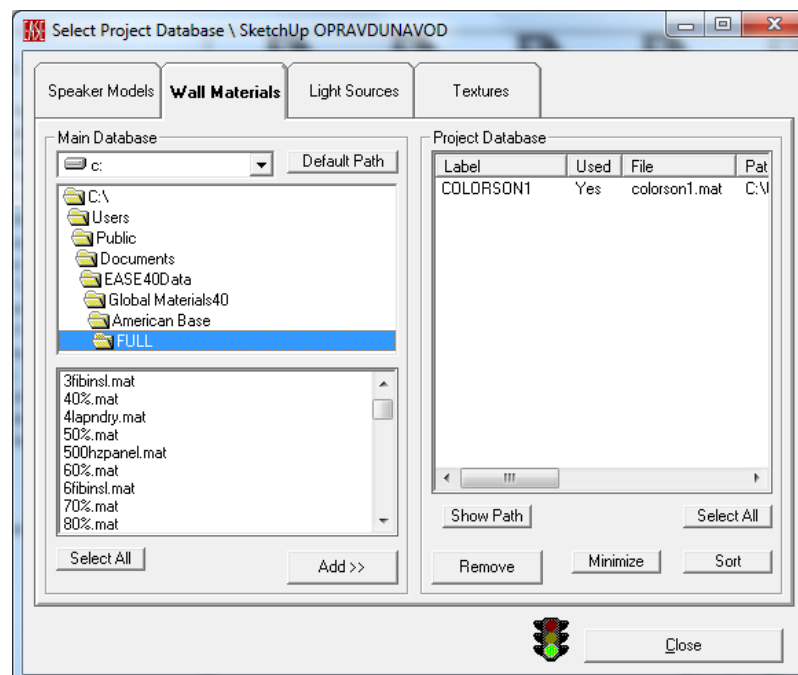 Select Project Database \ SketchUp OPRAVDUNAVOD
Speaker Models
Wall Materials
Light Sources
Textures
Main Database
c:
Default Path
C:\
Users
Public
Documents
EASE40Data
Global Materials40
American Base
FULL
3fibinsl.mat
40%.mat
4lapndry.mat
50%.mat
500hzpanel.mat
60%.mat
6fibinsl.mat
70%.mat
80%.mat
Select All
Add >>
Project Database
Label Used File Pat
COLORSON1 Yes colorson1.mat C:\
Show Path
Select All
Remove
Minimize
Sort
Close